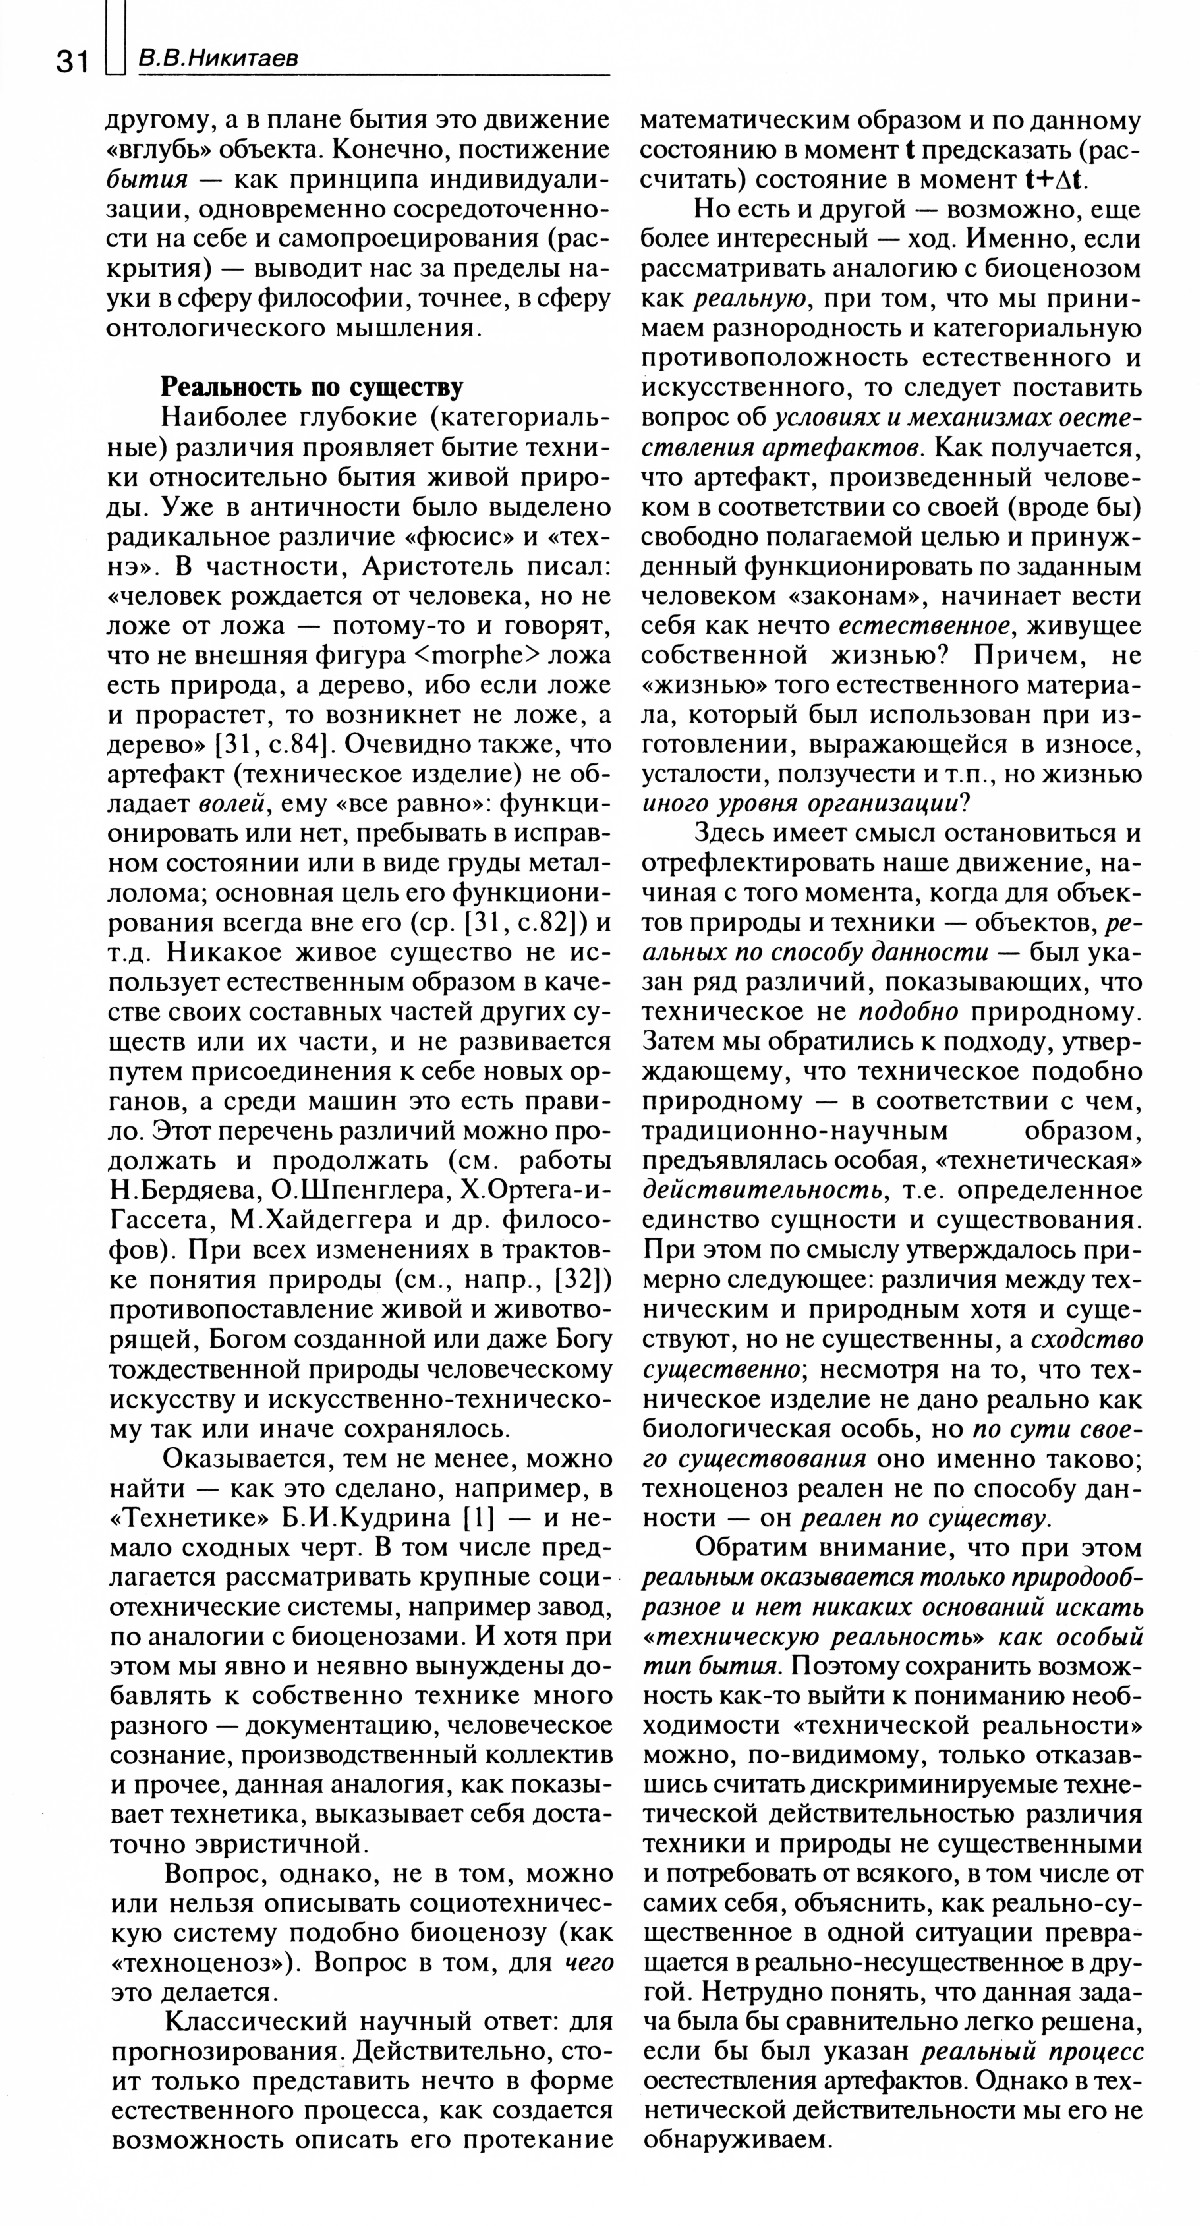 31
В.В.Никитаев
другому, а в плане бытия это движение
«вглубь» объекта. Конечно, постижение
бытия — как принципа индивидуали-
зации, одновременно сосредоточенно-
сти на себе и самопроецирования (рас-
крытия) — выводит нас за пределы на-
уки в сферу философии, точнее, в сферу
онтологического мышления.
Реальность по существу
Наиболее глубокие (категориаль-
ные) различия проявляет бытие техни-
ки относительно бытия живой приро-
ды. Уже в античности было выделено
радикальное различие «фюсис» и «тех-
нэ». В частности, Аристотель писал:
«человек рождается от человека, но не
ложе от ложа — потому-то и говорят,
что не внешняя фигура <morphe> ложа
есть природа, а дерево, ибо если ложе
и прорастет, то возникнет не ложе, а
дерево» [31, с.84]. Очевидно также, что
артефакт (техническое изделие) не об-
ладает волей, ему «все равно»: функци-
онировать или нет, пребывать в исправ-
ном состоянии или в виде груды метал-
лолома; основная цель его функциони-
рования всегда вне его (ср. [31, с.82]) и
т.д. Никакое живое существо не ис-
пользует естественным образом в каче-
стве своих составных частей других су-
ществ или их части, и не развивается
путем присоединения к себе новых ор-
ганов, а среди машин это есть прави-
ло. Этот перечень различий можно про-
должать и продолжать (см. работы
Н.Бердяева, О.Шпенглера, Х.Ортега-и-
Гассета, М.Хайдеггера и др. филосо-
фов). При всех изменениях в трактов-
ке понятия природы (см., напр., [32])
противопоставление живой и животво-
рящей, Богом созданной или даже Богу
тождественной природы человеческому
искусству и искусственно-техническо-
му так или иначе сохранялось.
Оказывается, тем не менее, можно
найти — как это сделано, например, в
«Технетике» Б.И.Кудрина [1] — и не-
мало сходных черт. В том числе пред-
лагается рассматривать крупные соци-
отехнические системы, например завод,
по аналогии с биоценозами. И хотя при
этом мы явно и неявно вынуждены до-
бавлять к собственно технике много
разного — документацию, человеческое
сознание, производственный коллектив
и прочее, данная аналогия, как показы-
вает технетика, выказывает себя доста-
точно эвристичной.
Вопрос, однако, не в том, можно
или нельзя описывать социотехничес-
кую систему подобно биоценозу (как
«техноценоз»). Вопрос в том, для чего
это делается.
Классический научный ответ: для
прогнозирования. Действительно, сто-
ит только представить нечто в форме
естественного процесса, как создается
возможность описать его протекание
математическим образом и по данному
состоянию в момент t предсказать (рас-
считать) состояние в момент t+Δt.
Но есть и другой — возможно, еще
более интересный — ход. Именно, если
рассматривать аналогию с биоценозом
как реальную, при том, что мы прини-
маем разнородность и категориальную
противоположность естественного и
искусственного, то следует поставить
вопрос об условиях и механизмах оесте-
ствления артефактов. Как получается,
что артефакт, произведенный челове-
ком в соответствии со своей (вроде бы)
свободно полагаемой целью и принуж-
денный функционировать по заданным
человеком «законам», начинает вести
себя как нечто естественное, живущее
собственной жизнью? Причем, не
«жизнью» того естественного материа-
ла, который был использован при из-
готовлении, выражающейся в износе,
усталости, ползучести и т.п., но жизнью
иного уровня организации?
Здесь имеет смысл остановиться и
отрефлектировать наше движение, на-
чиная с того момента, когда для объек-
тов природы и техники — объектов, ре-
альных по способу данности — был ука-
зан ряд различий, показывающих, что
техническое не подобно природному.
Затем мы обратились к подходу, утвер-
ждающему, что техническое подобно
природному — в соответствии с чем,
традиционно-научным образом,
предъявлялась особая, «технетическая»
действительность, т.е. определенное
единство сущности и существования.
При этом по смыслу утверждалось при-
мерно следующее: различия между тех-
ническим и природным хотя и суще-
ствуют, но не существенны, а сходство
существенно; несмотря на то, что тех-
ническое изделие не дано реально как
биологическая особь, но по сути свое-
го существования оно именно таково;
техноценоз реален не по способу дан-
ности — он реален по существу.
Обратим внимание, что при этом
реальным оказывается только природооб-
разное и нет никаких оснований искать
«техническую реальность» как особый
тип бытия. Поэтому сохранить возмож-
ность как-то выйти к пониманию необ-
ходимости «технической реальности»
можно, по-видимому, только отказав-
шись считать дискриминируемые техне-
тической действительностью различия
техники и природы не существенными
и потребовать от всякого, в том числе от
самих себя, объяснить, как реально-су-
щественное в одной ситуации превра-
щается в реально-несущественное в дру-
гой. Нетрудно понять, что данная зада-
ча была бы сравнительно легко решена,
если бы был указан реальный процесс
оестествления артефактов. Однако в тех-
нетической действительности мы его не
обнаруживаем.